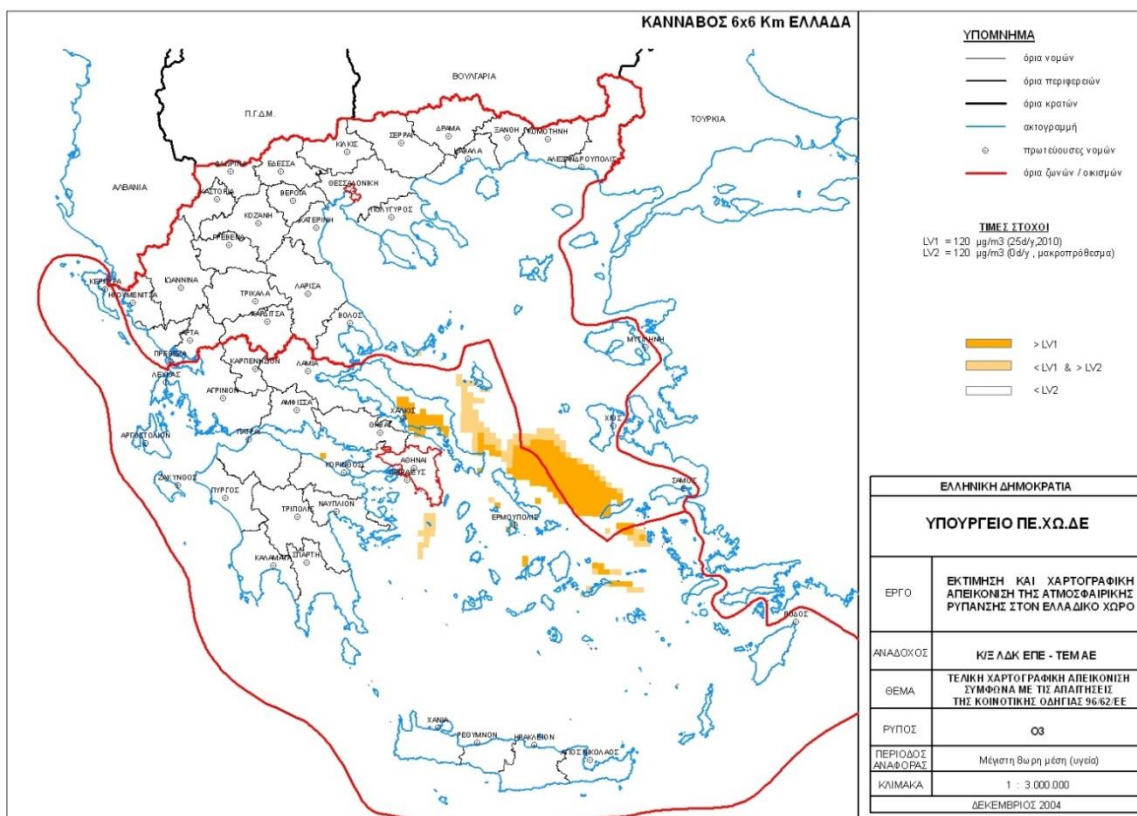 ΚΑΝΝΑΒΟΣ 6x6 Km ΕΛΛΑΔΑ
ΒΟΥΛΓΑΡΙΑ
Π.Γ.Δ.Μ.
ΤΟΥΡΚΙΑ
ΑΛΒΑΝΙΑ
ΔΡΑΜΑ
ΞΑΝΘΗ
ΚΟΜΟΤΗΝΗ
ΣΕΡΡΑΙ
ΚΙΛΚΙΣ
ΚΑΒΑΛΑ
ΑΛΕΞΑΝΔΡΟΥΠΟΛΙΣ
ΦΛΩΡΙΝΑ
ΕΔΕΣΣΑ
ΘΕΣΣΑΛΟΝΙΚΗ
ΚΑΣΤΟΡΙΑ
ΒΕΡΟΙΑ
ΠΟΛΥΓΥΡΟΣ
ΚΟΖΑΝΗ
ΚΑΤΕΡΙΝΗ
ΓΡΕΒΕΝΑ
ΚΕΡΚΥΡΑ
ΙΩΑΝΝΙΝΑ
ΗΓΟΥΜΕΝΙΤΣΑ
ΤΡΙΚΑΛΑ
ΛΑΡΙΣΑ
ΚΑΡΔΙΤΣΑ
ΒΟΛΟΣ
ΑΡΤΑ
ΜΥΤΙΛΗΝΗ
ΠΡΕΒΕΖΑ
ΚΑΡΠΕΝΗΣΙΟΝ
ΛΑΜΙΑ
ΛΕΥΚΑΣ
ΑΓΡΙΝΙΟΝ
ΑΜΦΙΣΣΑ
ΧΑΛΚΙΣ
ΧΙΟΣ
ΘΗΒΑΙ
ΑΡΓΟΣΤΟΛΙΟΝ
ΠΑΤΡΑΙ
ΚΟΡΙΝΘΟΣ
ΑΘΗΝΑΙ
ΠΕΙΡΑΙΕΥΣ
ΖΑΚΥΝΘΟΣ
ΠΥΡΓΟΣ
ΣΑΜΟΣ
ΝΑΥΠΛΙΟΝ
ΤΡΙΠΟΛΙΣ
ΕΡΜΟΥΠΟΛΙΣ
ΚΑΛΑΜΑΤΑ
ΣΠΑΡΤΗ
ΡΟΔΟΣ
ΧΑΝΙΑ
ΡΕΘΥΜΝΟΝ
ΗΡΑΚΛΕΙΟΝ
ΑΓΙΟΣ ΝΙΚΟΛΑΟΣ
ΥΠΟΜΝΗΜΑ
όρια νομών
όρια περιφερειών
όρια κρατών
ακτογραμμή
πρωτεύουσες νομών
όρια ζωνών / οικισμών
ΤΙΜΕΣ ΣΤΟΧΟΙ
LV1 = 120 μg/m3 (25d/y,2010)
LV2 = 120 μg/m3 (0d/y , μακροπρόθεσμα)
> LV1
< LV1 & > LV2
< LV2
ΕΛΛΗΝΙΚΗ ΔΗΜΟΚΡΑΤΙΑ
ΥΠΟΥΡΓΕΙΟ ΠΕ.ΧΩ.ΔΕ
ΕΡΓΟ
ΕΚΤΙΜΗΣΗ ΚΑΙ ΧΑΡΤΟΓΡΑΦΙΚΗ
ΑΠΕΙΚΟΝΙΣΗ ΤΗΣ ΑΤΜΟΣΦΑΙΡΙΚΗΣ
ΡΥΠΑΝΣΗΣ ΣΤΟΝ ΕΛΛΑΔΙΚΟ ΧΩΡΟ
ΑΝΑΔΟΧΟΣ
Κ/Ξ ΛΔΚ ΕΠΕ - ΤΕΜ ΑΕ
ΘΕΜΑ
ΤΕΛΙΚΗ ΧΑΡΤΟΓΡΑΦΙΚΗ ΑΠΕΙΚΟΝΙΣΗ
ΣΥΜΦΩΝΑ ΜΕ ΤΙΣ ΑΠΑΙΤΗΣΕΙΣ
ΤΗΣ ΚΟΙΝΟΤΙΚΗΣ ΟΔΗΓΙΑΣ 96/62/ΕΕ
ΡΥΠΟΣ
O3
ΠΕΡΙΟΔΟΣ
ΑΝΑΦΟΡΑΣ
Μέγιστη 8ωρη μέση (υγεία)
ΚΛΙΜΑΚΑ
1 : 3.000.000
ΔΕΚΕΜΒΡΙΟΣ 2004